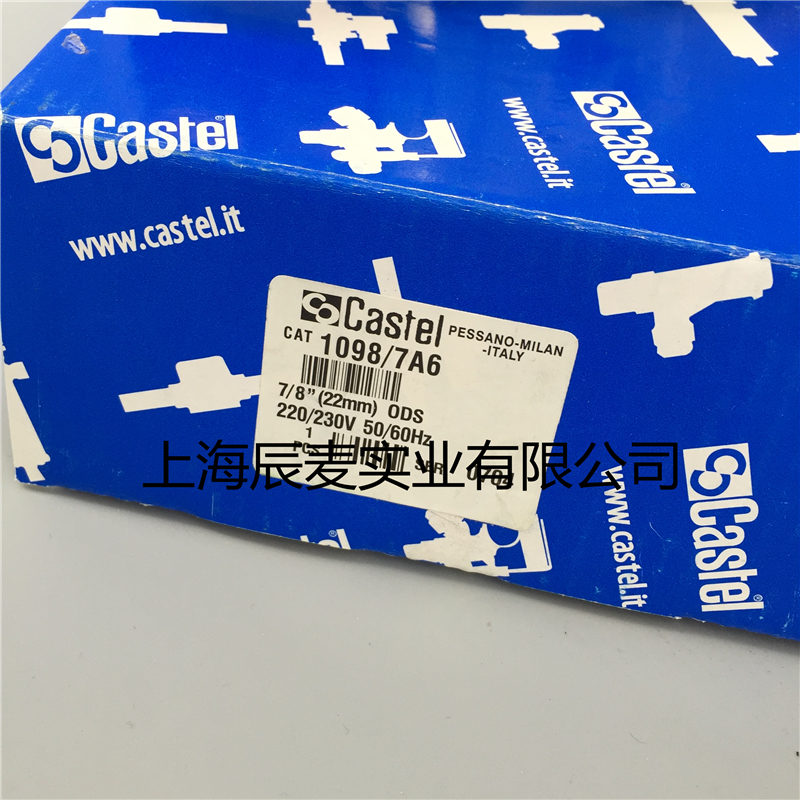 Castel
www.castel.it
Castel
www.castel.it
Castel
PESSANO-MILAN
-ITALY
CAT 1098/7A6
7/8" (22mm) ODS
220/230V 50/60Hz
1
PCS
上海辰麦实业有限公司
Castel
www.castel.it